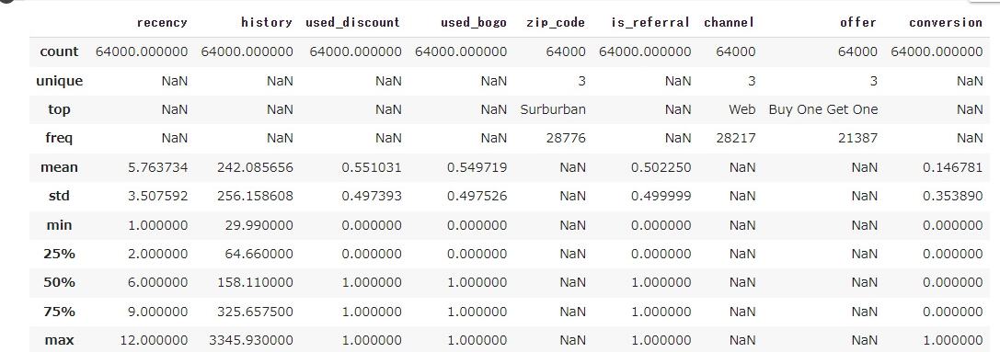 recency history used_discount used_bogo zip_code is_referral channel offer conversion
count 64000.000000 64000.000000 64000.000000 64000.000000 64000 64000.000000 64000 64000 64000.000000
unique NaN NaN NaN NaN 3 NaN 3 3 NaN
top NaN NaN NaN NaN Surburban NaN Web Buy One Get One NaN
freq NaN NaN NaN NaN 28776 NaN 28217 21387 NaN
mean 5.763734 242.085656 0.551031 0.549719 NaN 0.502250 NaN NaN 0.146781
std 3.507592 256.158608 0.497393 0.497526 NaN 0.499999 NaN NaN 0.353890
min 1.000000 29.990000 0.000000 0.000000 NaN 0.000000 NaN NaN 0.000000
25% 2.000000 64.660000 0.000000 0.000000 NaN 0.000000 NaN NaN 0.000000
50% 6.000000 158.110000 1.000000 1.000000 NaN 1.000000 NaN NaN 0.000000
75% 9.000000 325.657500 1.000000 1.000000 NaN 1.000000 NaN NaN 0.000000
max 12.000000 3345.930000 1.000000 1.000000 NaN 1.000000 NaN NaN 1.000000